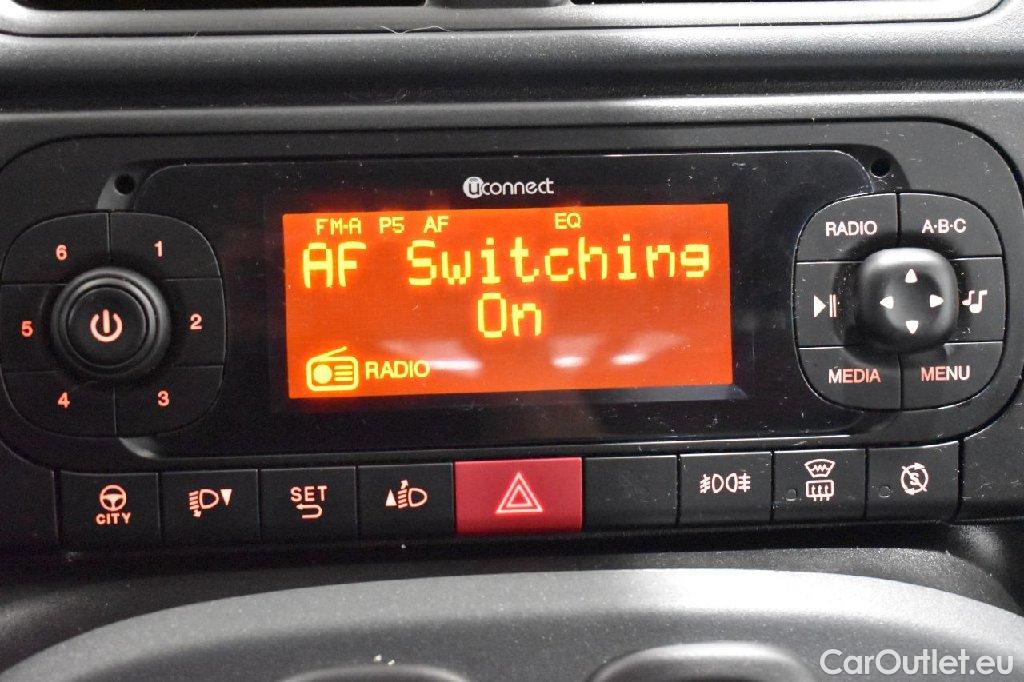 uconnect
FM-A P5 AF EQ
AF Switching
On
RADIO
6 1
5 2
4 3
RADIO A·B·C
MEDIA MENU
CITY
SET
S
CarOutlet.eu